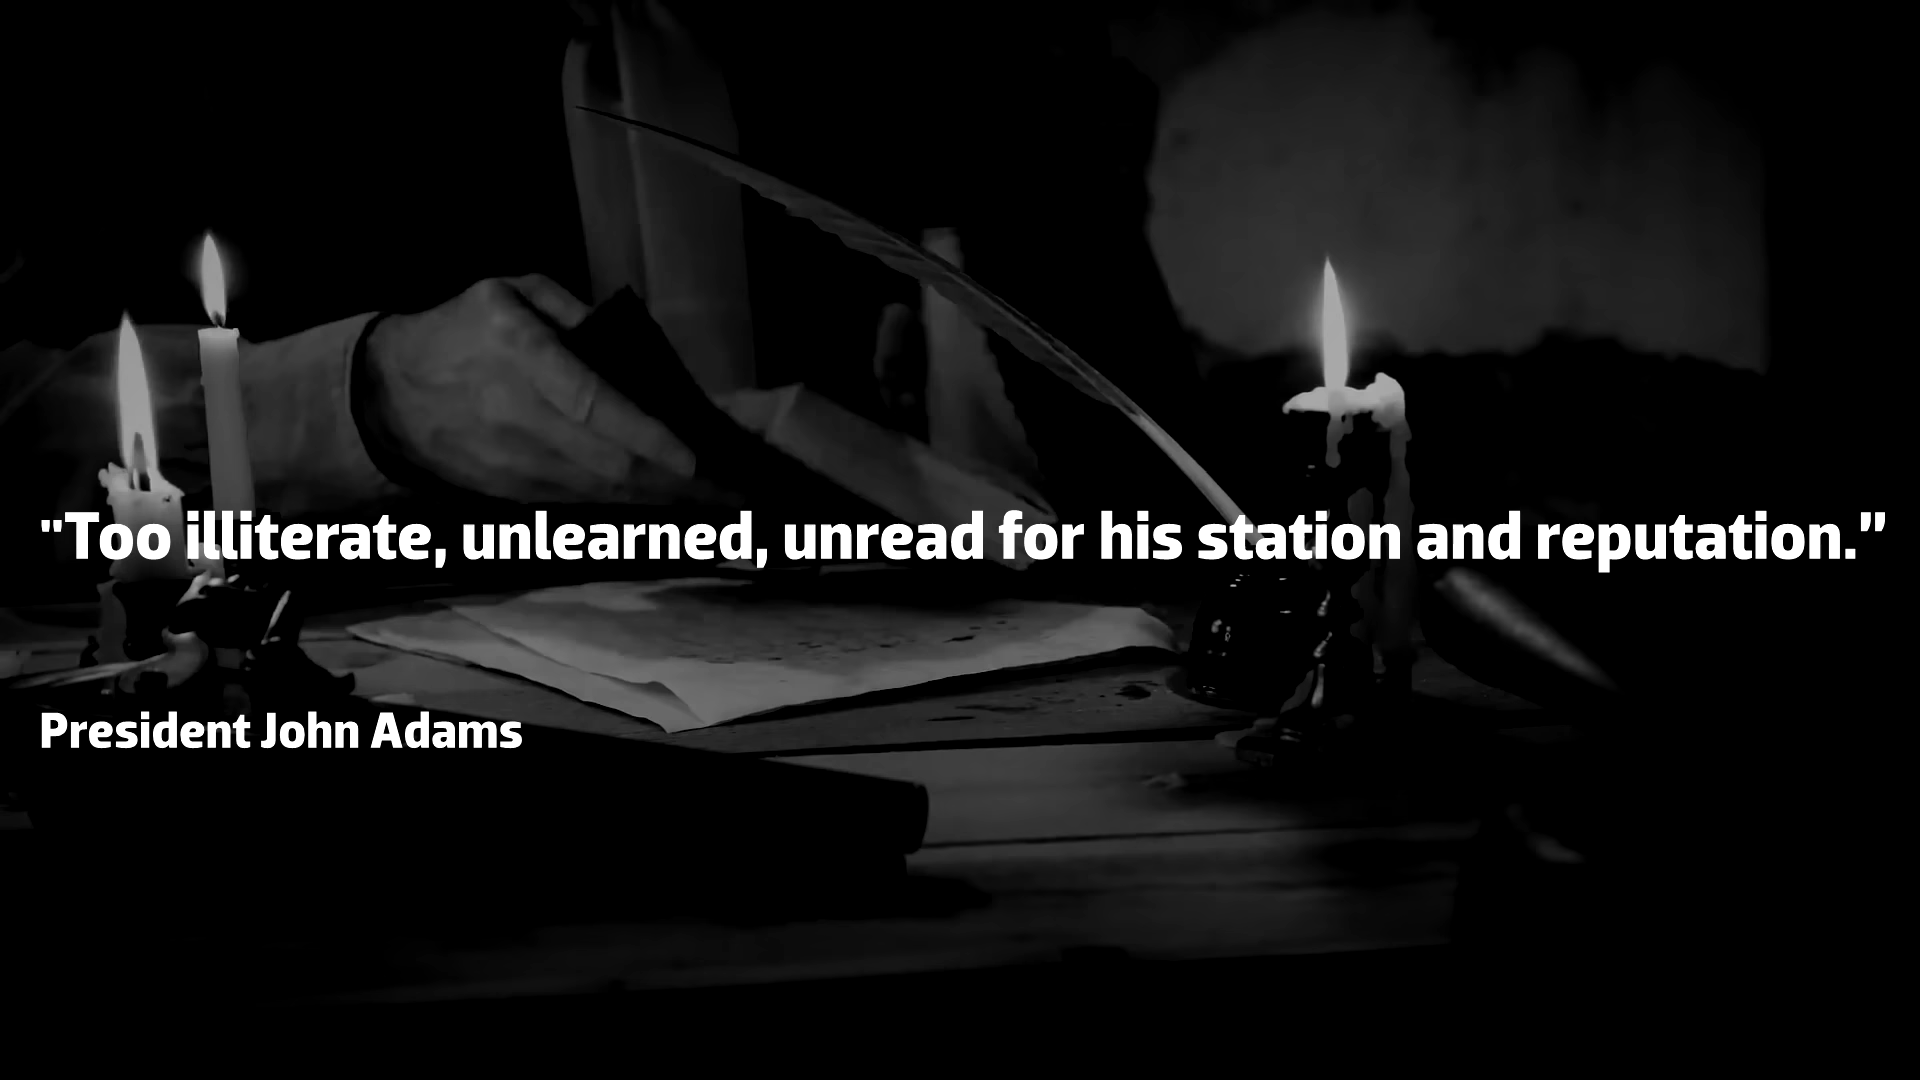 "Too illiterate, unlearned, unread for his station and reputation.”
President John Adams